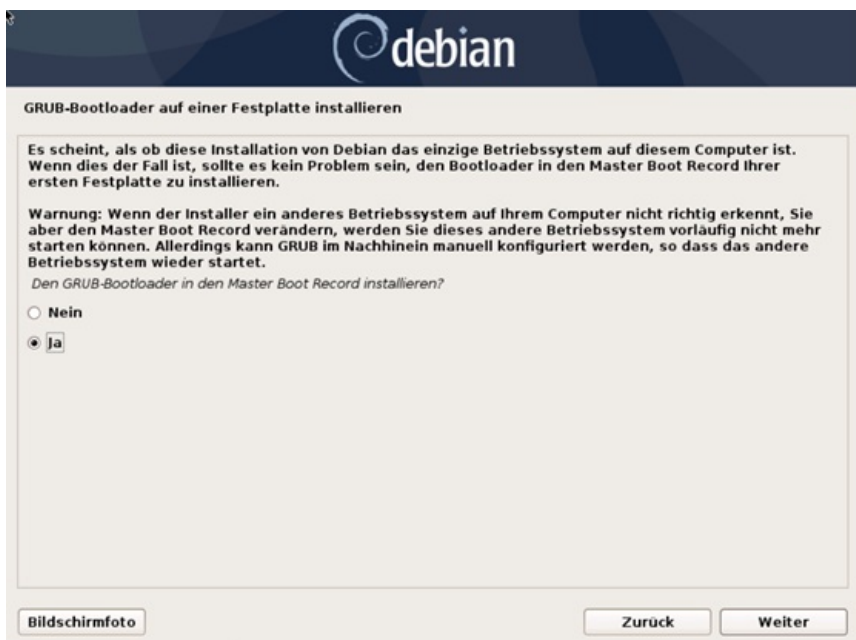 debian
GRUB-Bootloader auf einer Festplatte installieren
Es scheint, als ob diese Installation von Debian das einzige Betriebssystem auf diesem Computer ist.
Wenn dies der Fall ist, sollte es kein Problem sein, den Bootloader in den Master Boot Record Ihrer
ersten Festplatte zu installieren.
Warnung: Wenn der Installer ein anderes Betriebssystem auf Ihrem Computer nicht richtig erkennt, Sie
aber den Master Boot Record verändern, werden Sie dieses andere Betriebssystem vorläufig nicht mehr
starten können. Allerdings kann GRUB im Nachhinein manuell konfiguriert werden, so dass das andere
Betriebssystem wieder startet.
Den GRUB-Bootloader in den Master Boot Record installieren?
Nein
Ja
Bildschirmfoto
Zurück
Weiter